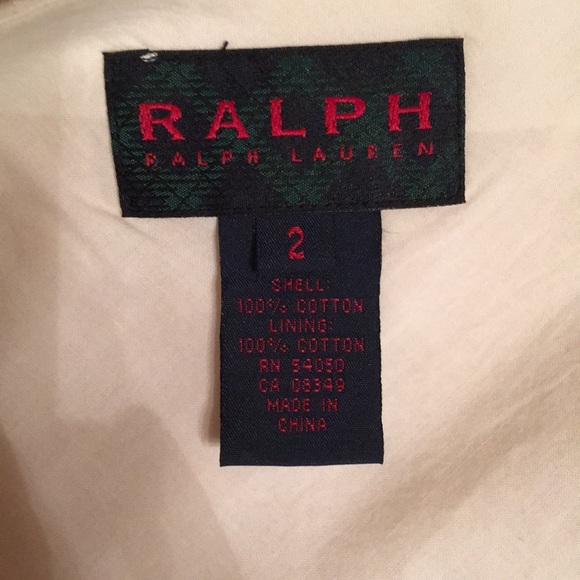 RALPH
RALPH LAUREN
2
SHELL:
100% COTTON
LINING:
100% COTTON
RN 54050
CA 08349
MADE IN
CHINA